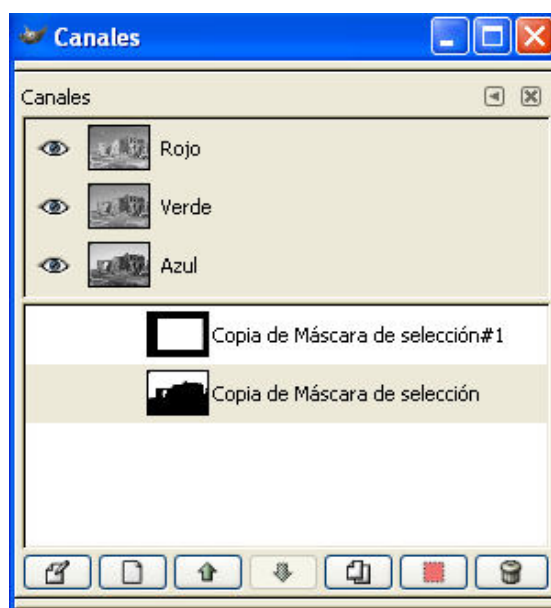 Canales
Canales
Rojo
Verde
Azul
Copia de Máscara de selección#1
Copia de Máscara de selección